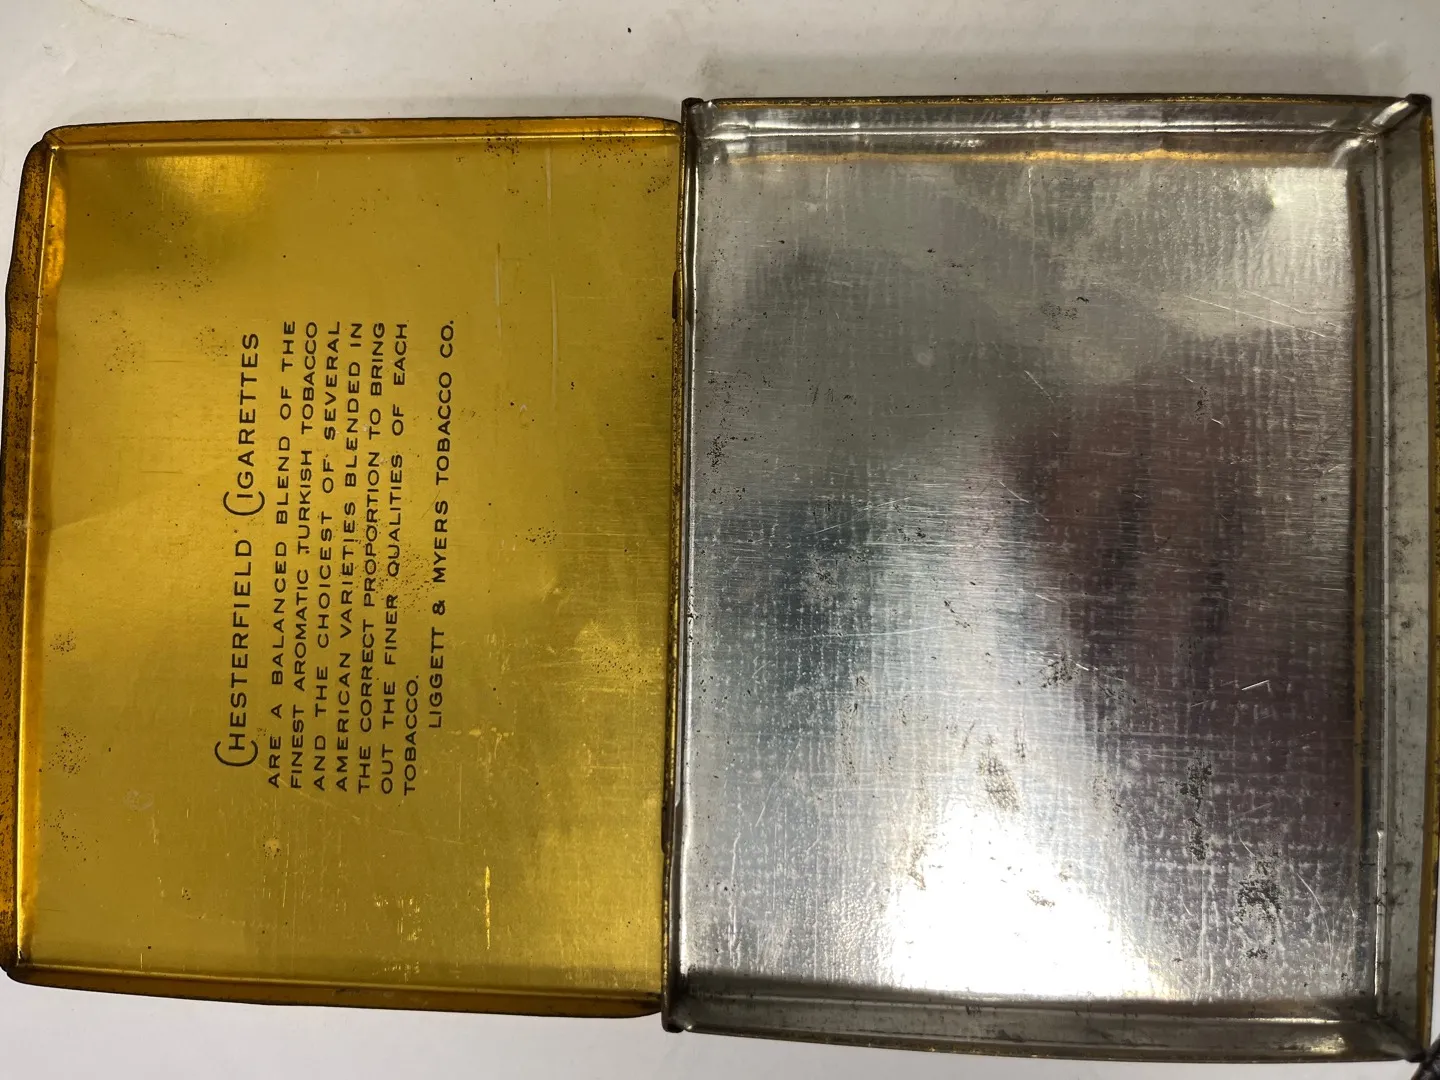 CHESTERFIELD CIGARETTES
ARE A BALANCED BLEND OF THE
FINEST AROMATIC TURKISH TOBACCO
AND THE CHOICEST OF SEVERAL
AMERICAN VARIETIES BLENDED IN
THE CORRECT PROPORTION TO BRING
OUT THE FINER QUALITIES OF EACH
TOBACCO.
LIGGETT & MYERS TOBACCO CO.